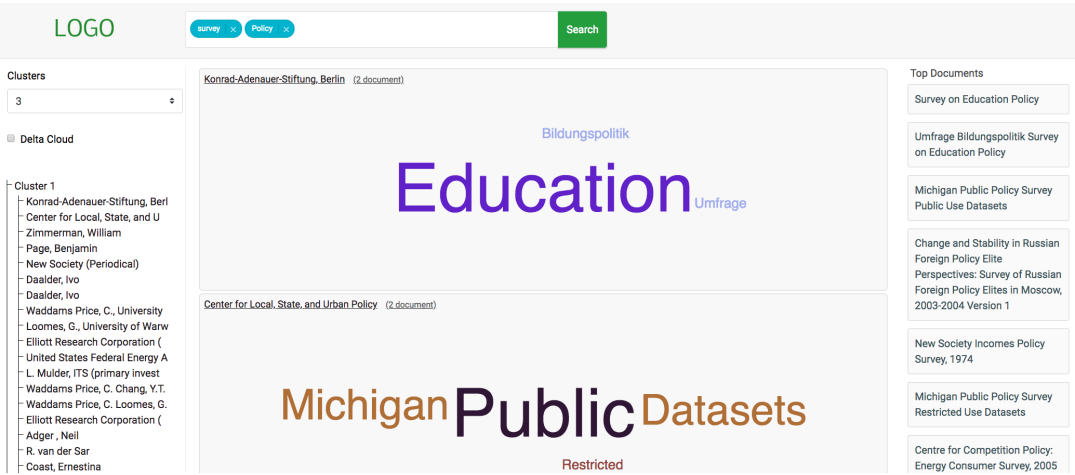 LOGO
survey ×
Policy ×
Search
Clusters
3
Delta Cloud
Cluster 1
Konrad-Adenauer-Stiftung, Berl
Center for Local, State, and U
Zimmerman, William
Page, Benjamin
New Society (Periodical)
Daalder, Ivo
Daalder, Ivo
Waddams Price, C., University
Loomes, G., University of Warw
Elliott Research Corporation (
United States Federal Energy A
L. Mulder, ITS (primary invest
Waddams Price, C. Chang, Y.T.
Waddams Price, C. Loomes, G.
Elliott Research Corporation (
Adger , Neil
R. van der Sar
Coast, Ernestina
Konrad-Adenauer-Stiftung, Berlin (2 document)
Bildungspolitik
Education
Umfrage
Center for Local, State, and Urban Policy (2 document)
Michigan Public Datasets
Restricted
Top Documents
Survey on Education Policy
Umfrage Bildungspolitik Survey
on Education Policy
Michigan Public Policy Survey
Public Use Datasets
Change and Stability in Russian
Foreign Policy Elite
Perspectives: Survey of Russian
Foreign Policy Elites in Moscow,
2003-2004 Version 1
New Society Incomes Policy
Survey, 1974
Michigan Public Policy Survey
Restricted Use Datasets
Centre for Competition Policy:
Energy Consumer Survey, 2005